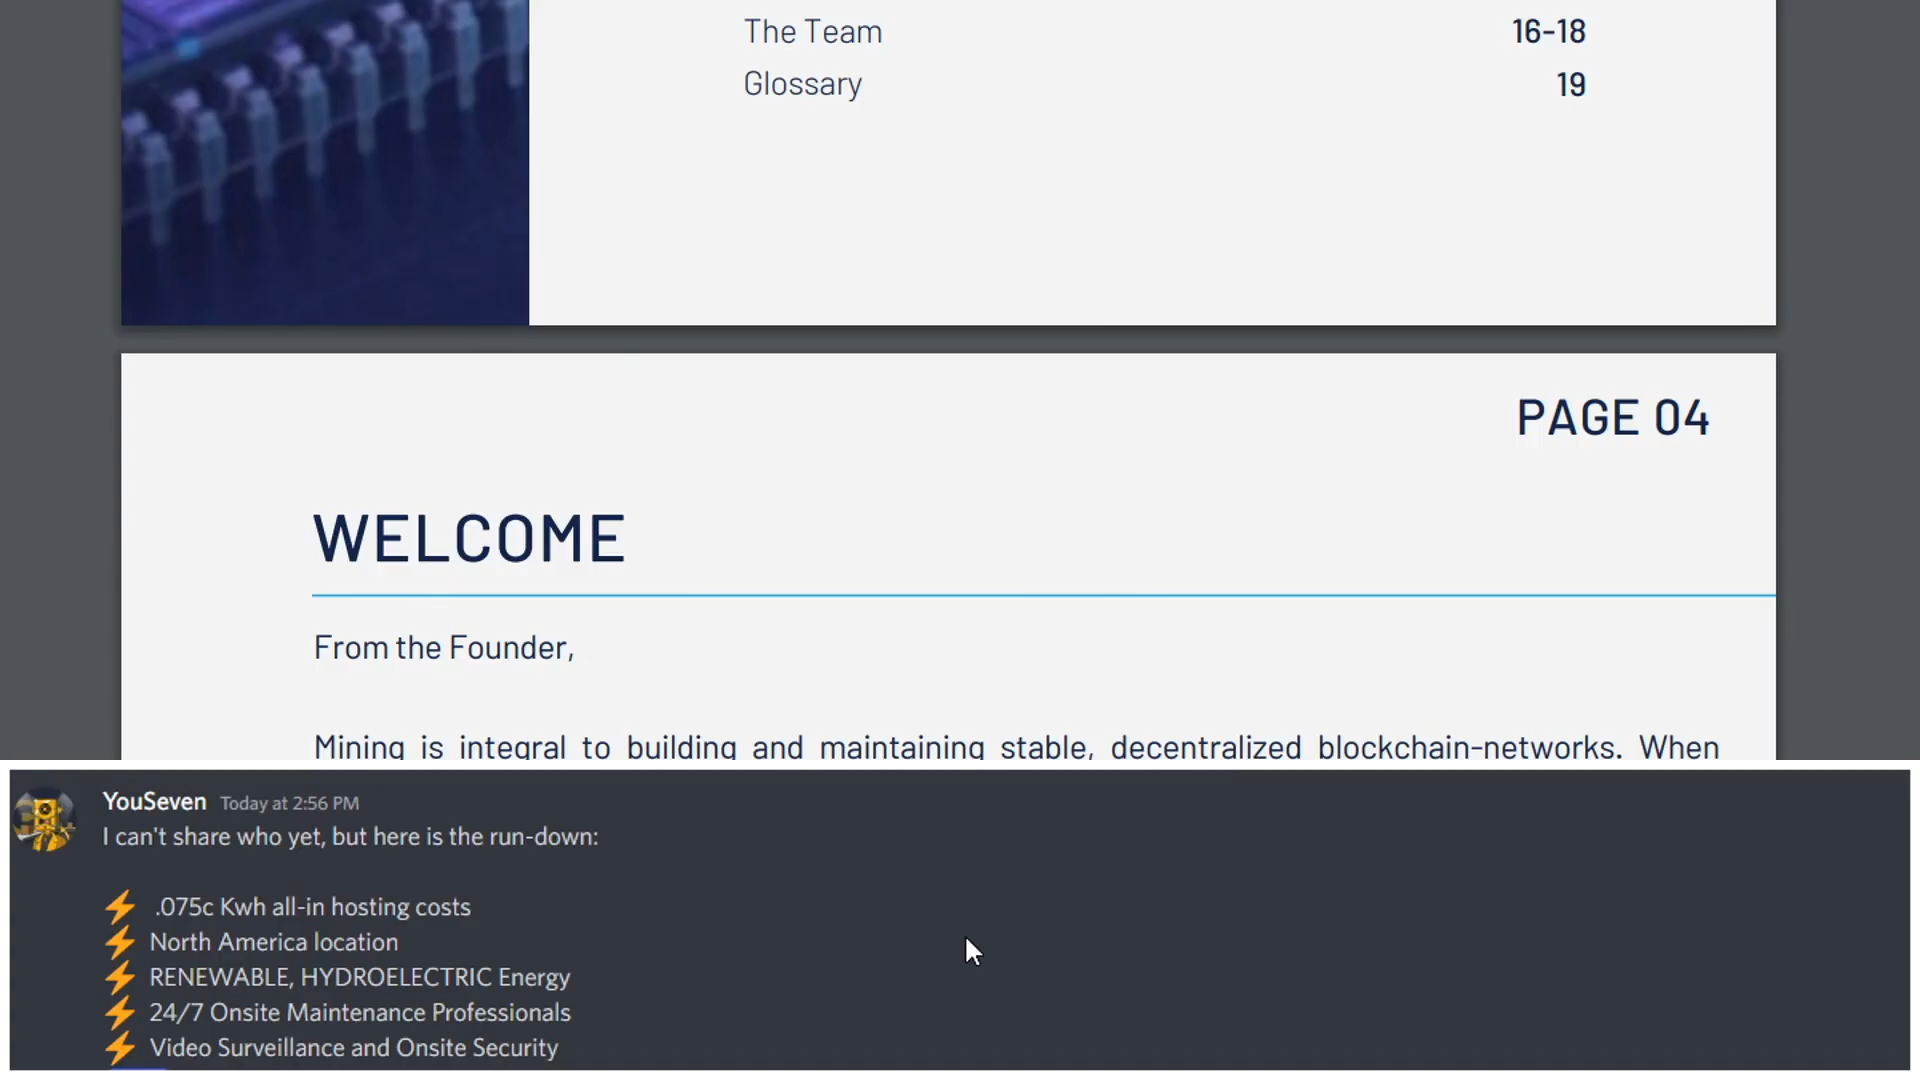 The Team 16-18
Glossary 19
PAGE 04
WELCOME
From the Founder,
Mining is integral to building and maintaining stable, decentralized blockchain-networks. When
YouSeven Today at 2:56 PM
I can't share who yet, but here is the run-down:
⚡ .075c Kwh all-in hosting costs
⚡ North America location
⚡ RENEWABLE, HYDROELECTRIC Energy
⚡ 24/7 Onsite Maintenance Professionals
⚡ Video Surveillance and Onsite Security